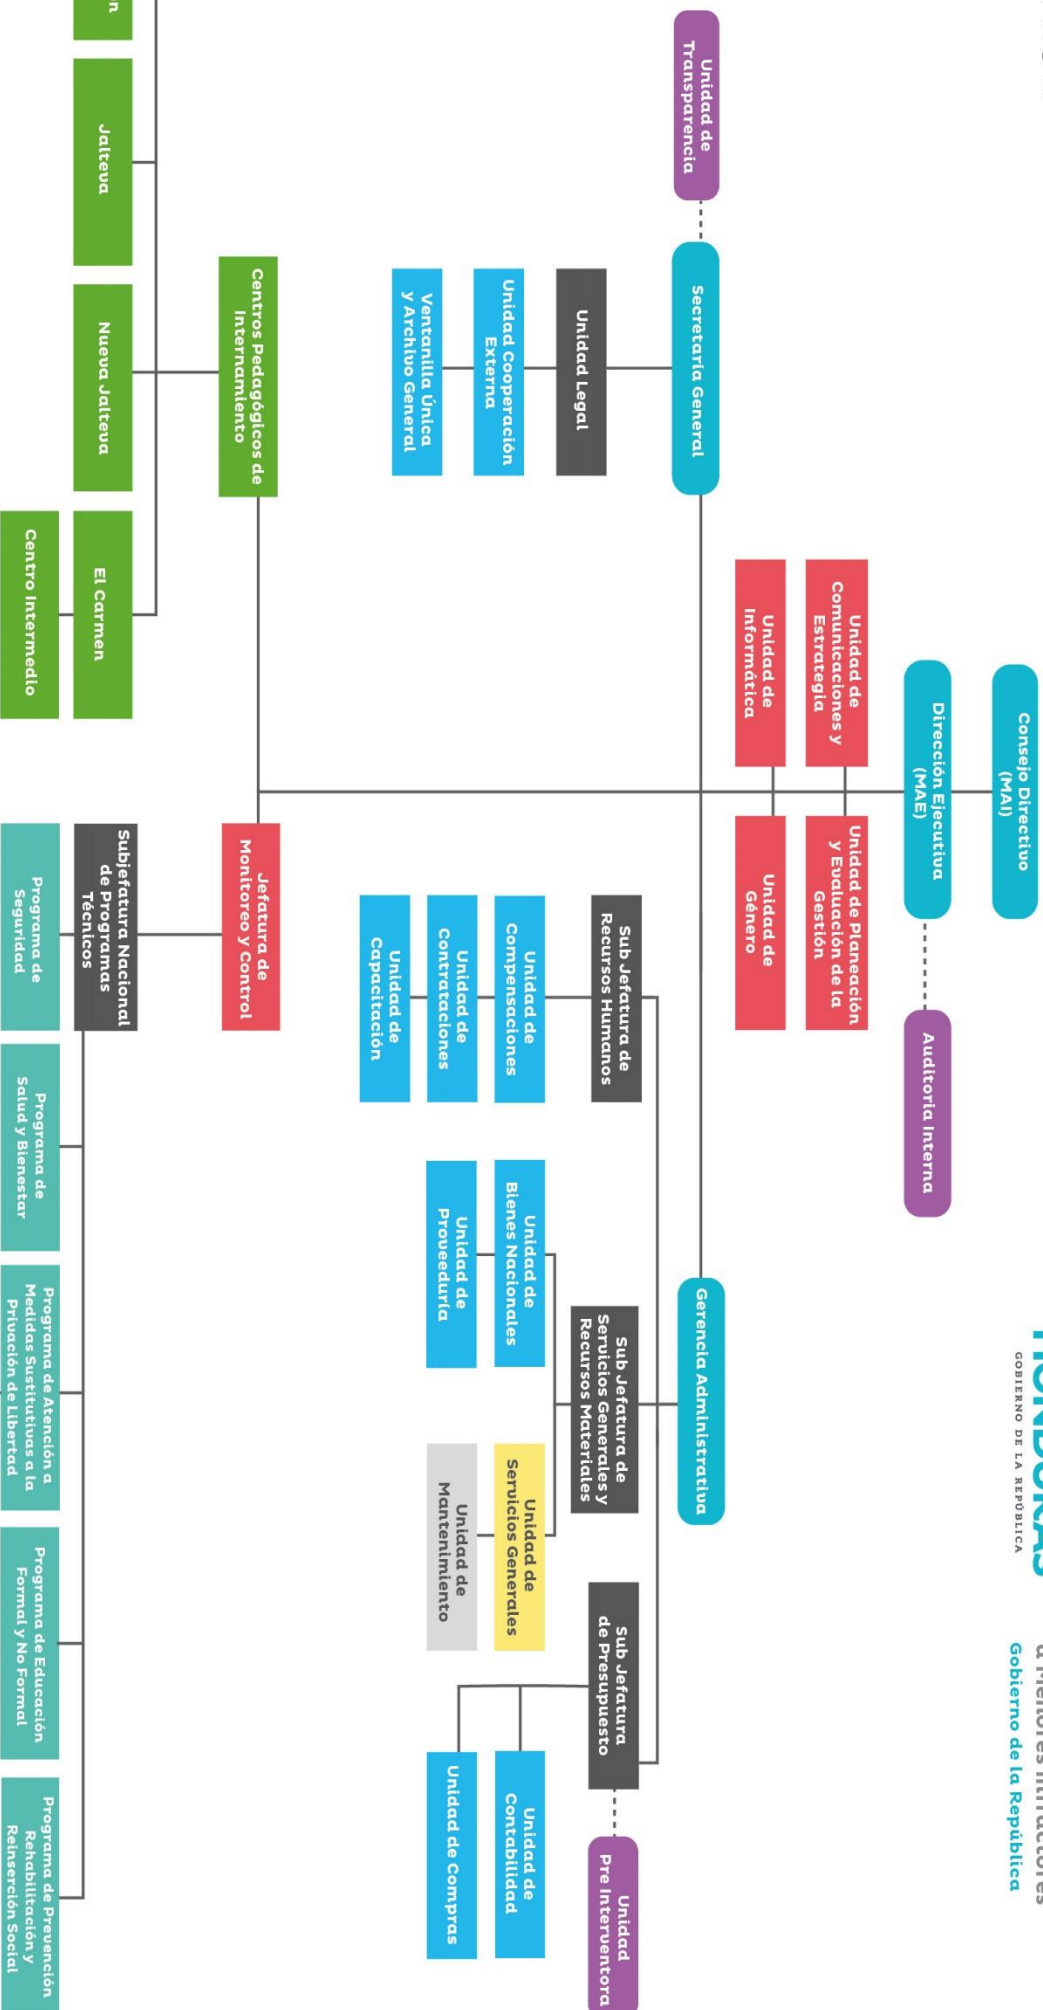 HONDURAS
GOBIERNO DE LA REPÚBLICA
a Menores Infractores
Gobierno de la República
Consejo Directivo
(MAI)
Dirección Ejecutiva
(MAE)
Auditoria Interna
Unidad de
Comunicaciones y
Estrategia
Unidad de Planeación
y Evaluación de la
Gestión
Unidad de
Informática
Unidad de
Género
Unidad de
Transparencia
Secretaría General
Gerencia Administrativa
Unidad Legal
Unidad Cooperación
Externa
Ventanilla Única
y Archivo General
Sub Jefatura de
Recursos Humanos
Unidad de
Compensaciones
Unidad de
Contrataciones
Unidad de
Capacitación
Sub Jefatura de
Servicios Generales y
Recursos Materiales
Unidad de
Bienes Nacionales
Unidad de
Proveeduría
Unidad de
Servicios Generales
Unidad de
Mantenimiento
Sub Jefatura
de Presupuesto
Unidad
Pre Interventora
Unidad de
Contabilidad
Unidad de Compras
Centros Pedagógicos de
Internamiento
Jefatura de
Monitoreo y Control
Jalteva
Nueva Jalteva
El Carmen
Centro Intermedio
Subjefatura Nacional
de Programas
Técnicos
Programa de
Seguridad
Programa de
Salud y Bienestar
Programa de Atención a
Medidas Sustitutivas a la
Privación de Libertad
Programa de Educación
Formal y No Formal
Programa de Prevención
Rehabilitación y
Reinserción Social